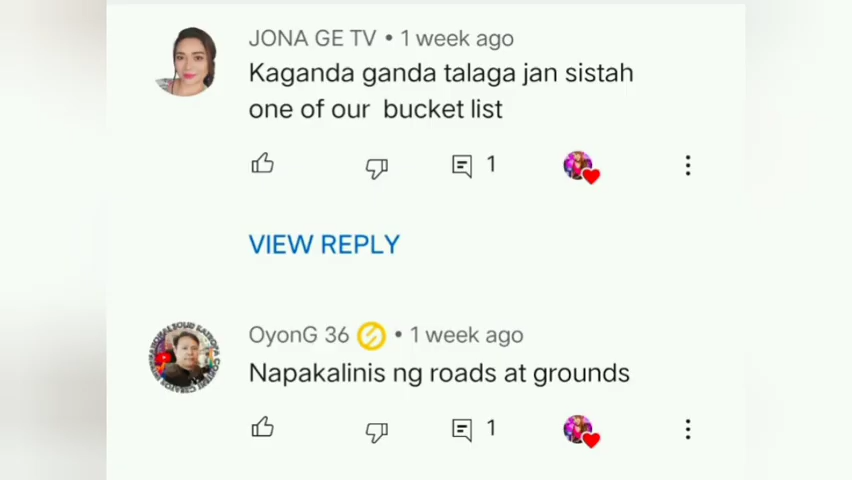 JONA GE TV • 1 week ago
Kaganda ganda talaga jan sistah
one of our bucket list
1
VIEW REPLY
OyonG 36 • 1 week ago
Napakalinis ng roads at grounds
1